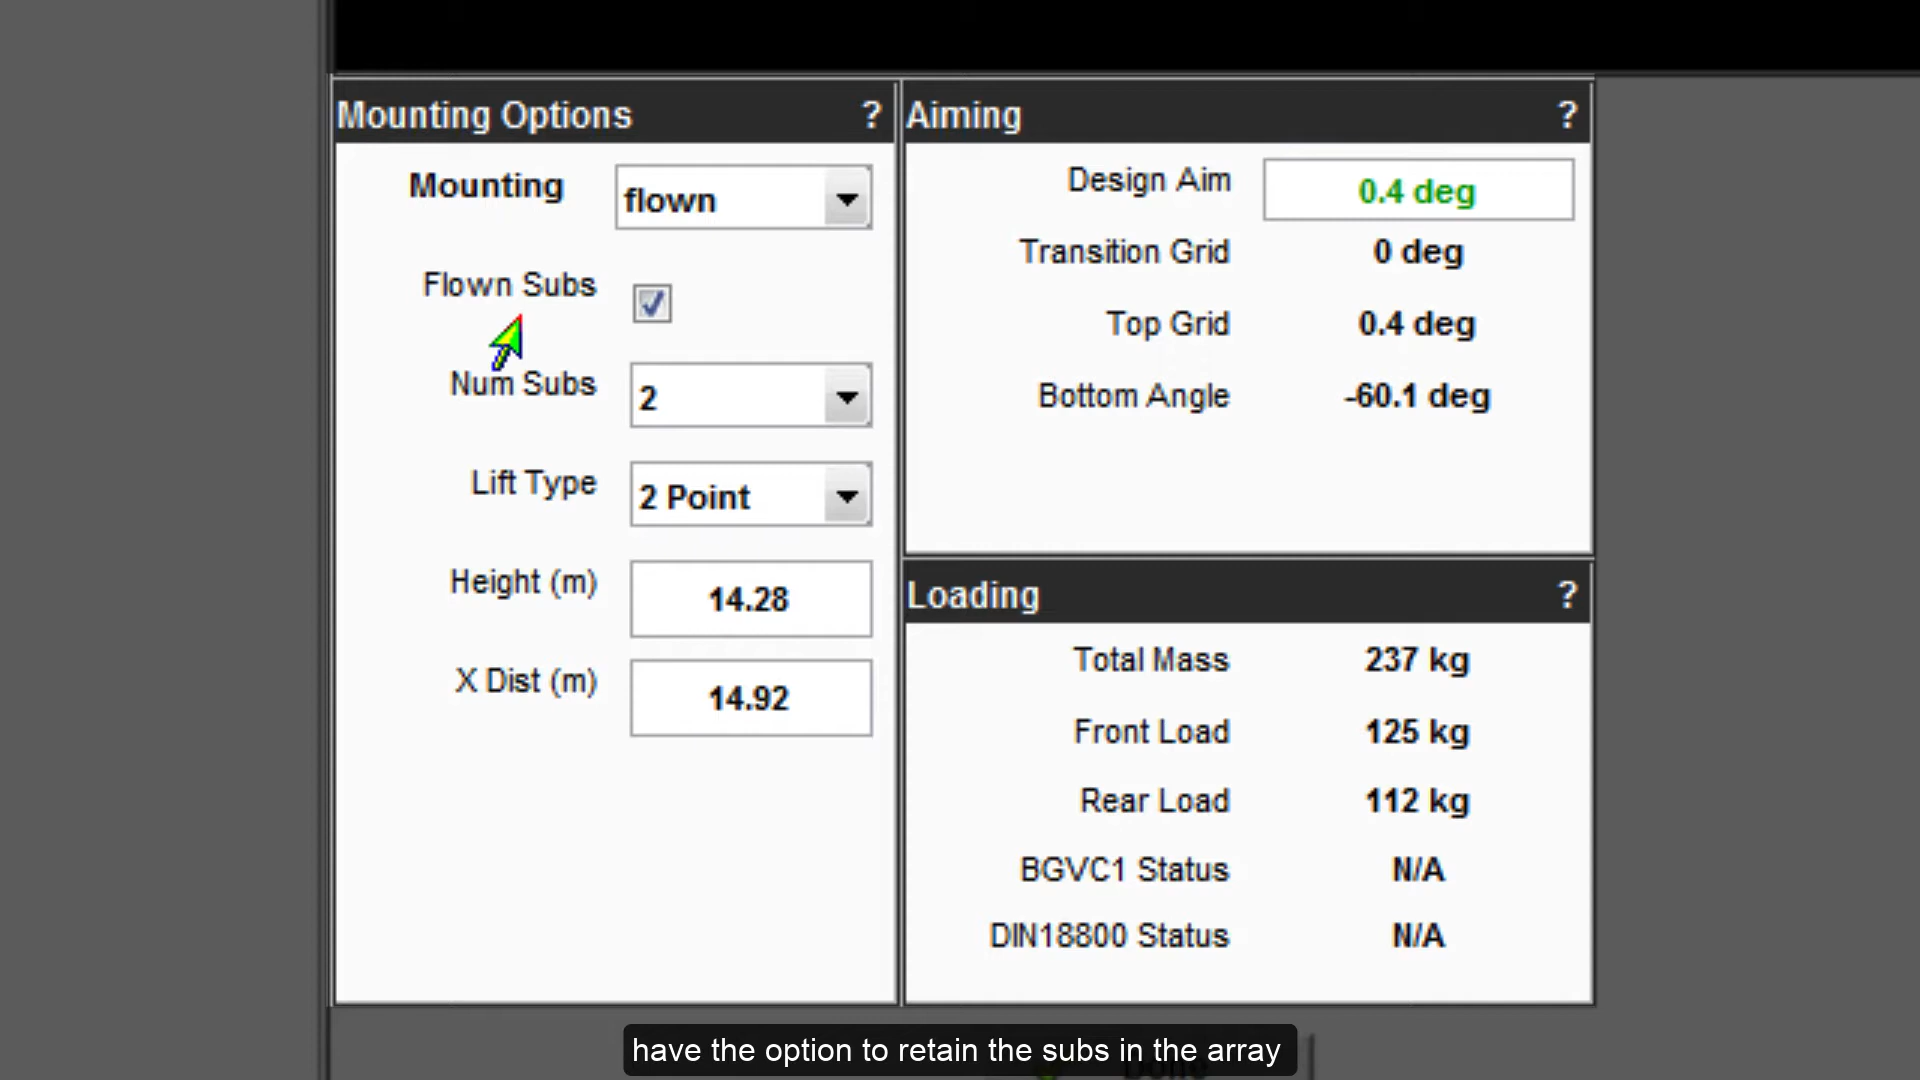 Mounting Options ?
Mounting flown
Flown Subs
Num Subs 2
Lift Type 2 Point
Height (m) 14.28
X Dist (m) 14.92
Aiming ?
Design Aim 0.4 deg
Transition Grid 0 deg
Top Grid 0.4 deg
Bottom Angle -60.1 deg
Loading ?
Total Mass 237 kg
Front Load 125 kg
Rear Load 112 kg
BGVC1 Status N/A
DIN18800 Status N/A
have the option to retain the subs in the array